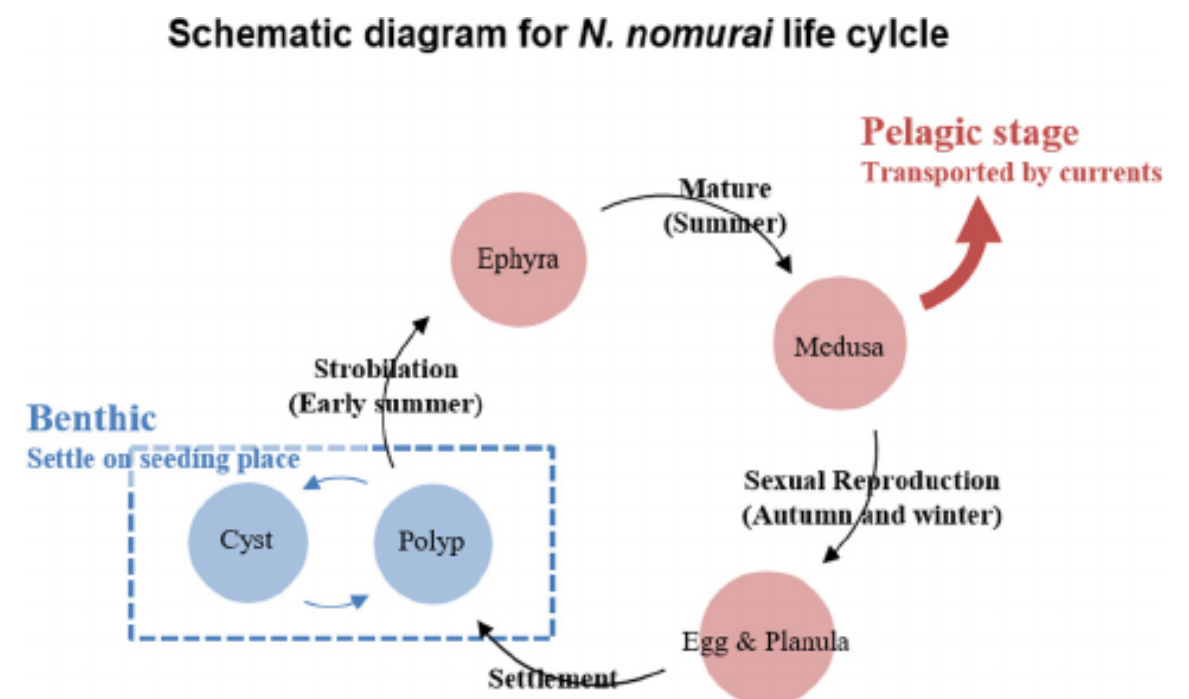 Schematic diagram for N. nomurai life cylcle
Pelagic stage
Transported by currents
Mature
(Summer)
Ephyra
Medusa
Strobilation
(Early summer)
Benthic
Settle on seeding place
Sexual Reproduction
(Autumn and winter)
Cyst
Polyp
Egg & Planula
Settlement